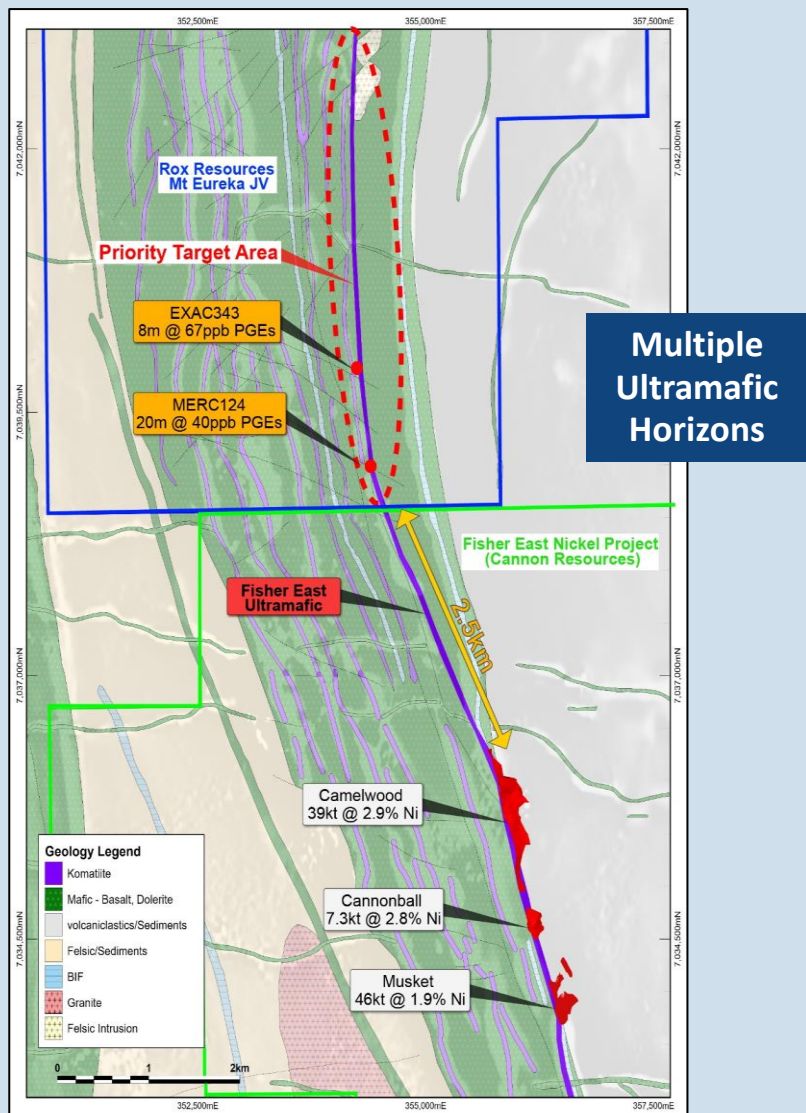 352,500mE
355,000mE
357,500mE
7,042,000mN
7,042,000mN
Rox Resources
Mt Eureka JV
Priority Target Area
EXAC343
8m @ 67ppb PGEs
MERC124
20m @ 40ppb PGEs
7,039,500mN
Multiple
Ultramafic
Horizons
Fisher East Nickel Project
(Cannon Resources)
Fisher East
Ultramafic
2.5km
7,037,000mN
7,037,000mN
Camelwood
39kt @ 2.9% Ni
Cannonball
7.3kt @ 2.8% Ni
Musket
46kt @ 1.9% Ni
7,034,500mN
7,034,500mN
Geology Legend
Komatiite
Mafic - Basalt, Dolerite
volcaniclastics/Sediments
Felsic/Sediments
BIF
Granite
Felsic Intrusion
0 1 2km
352,500mE
355,000mE
357,500mE